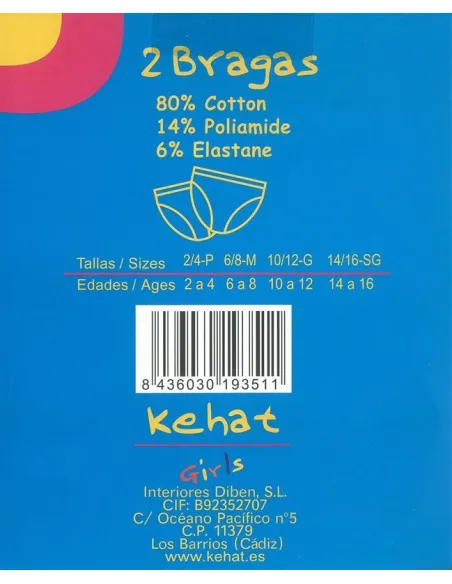 2 Bragas
80% Cotton
14% Poliamide
6% Elastane
Tallas / Sizes 2/4-P 6/8-M 10/12-G 14/16-SG
Edades / Ages 2 a 4 6 a 8 10 a 12 14 a 16
8 436030 193511
Kehat
Girls
Interiores Diben, S.L.
CIF: B92352707
C/ Océano Pacífico nº5
C.P. 11379
Los Barrios (Cádiz)
www.kehat.es